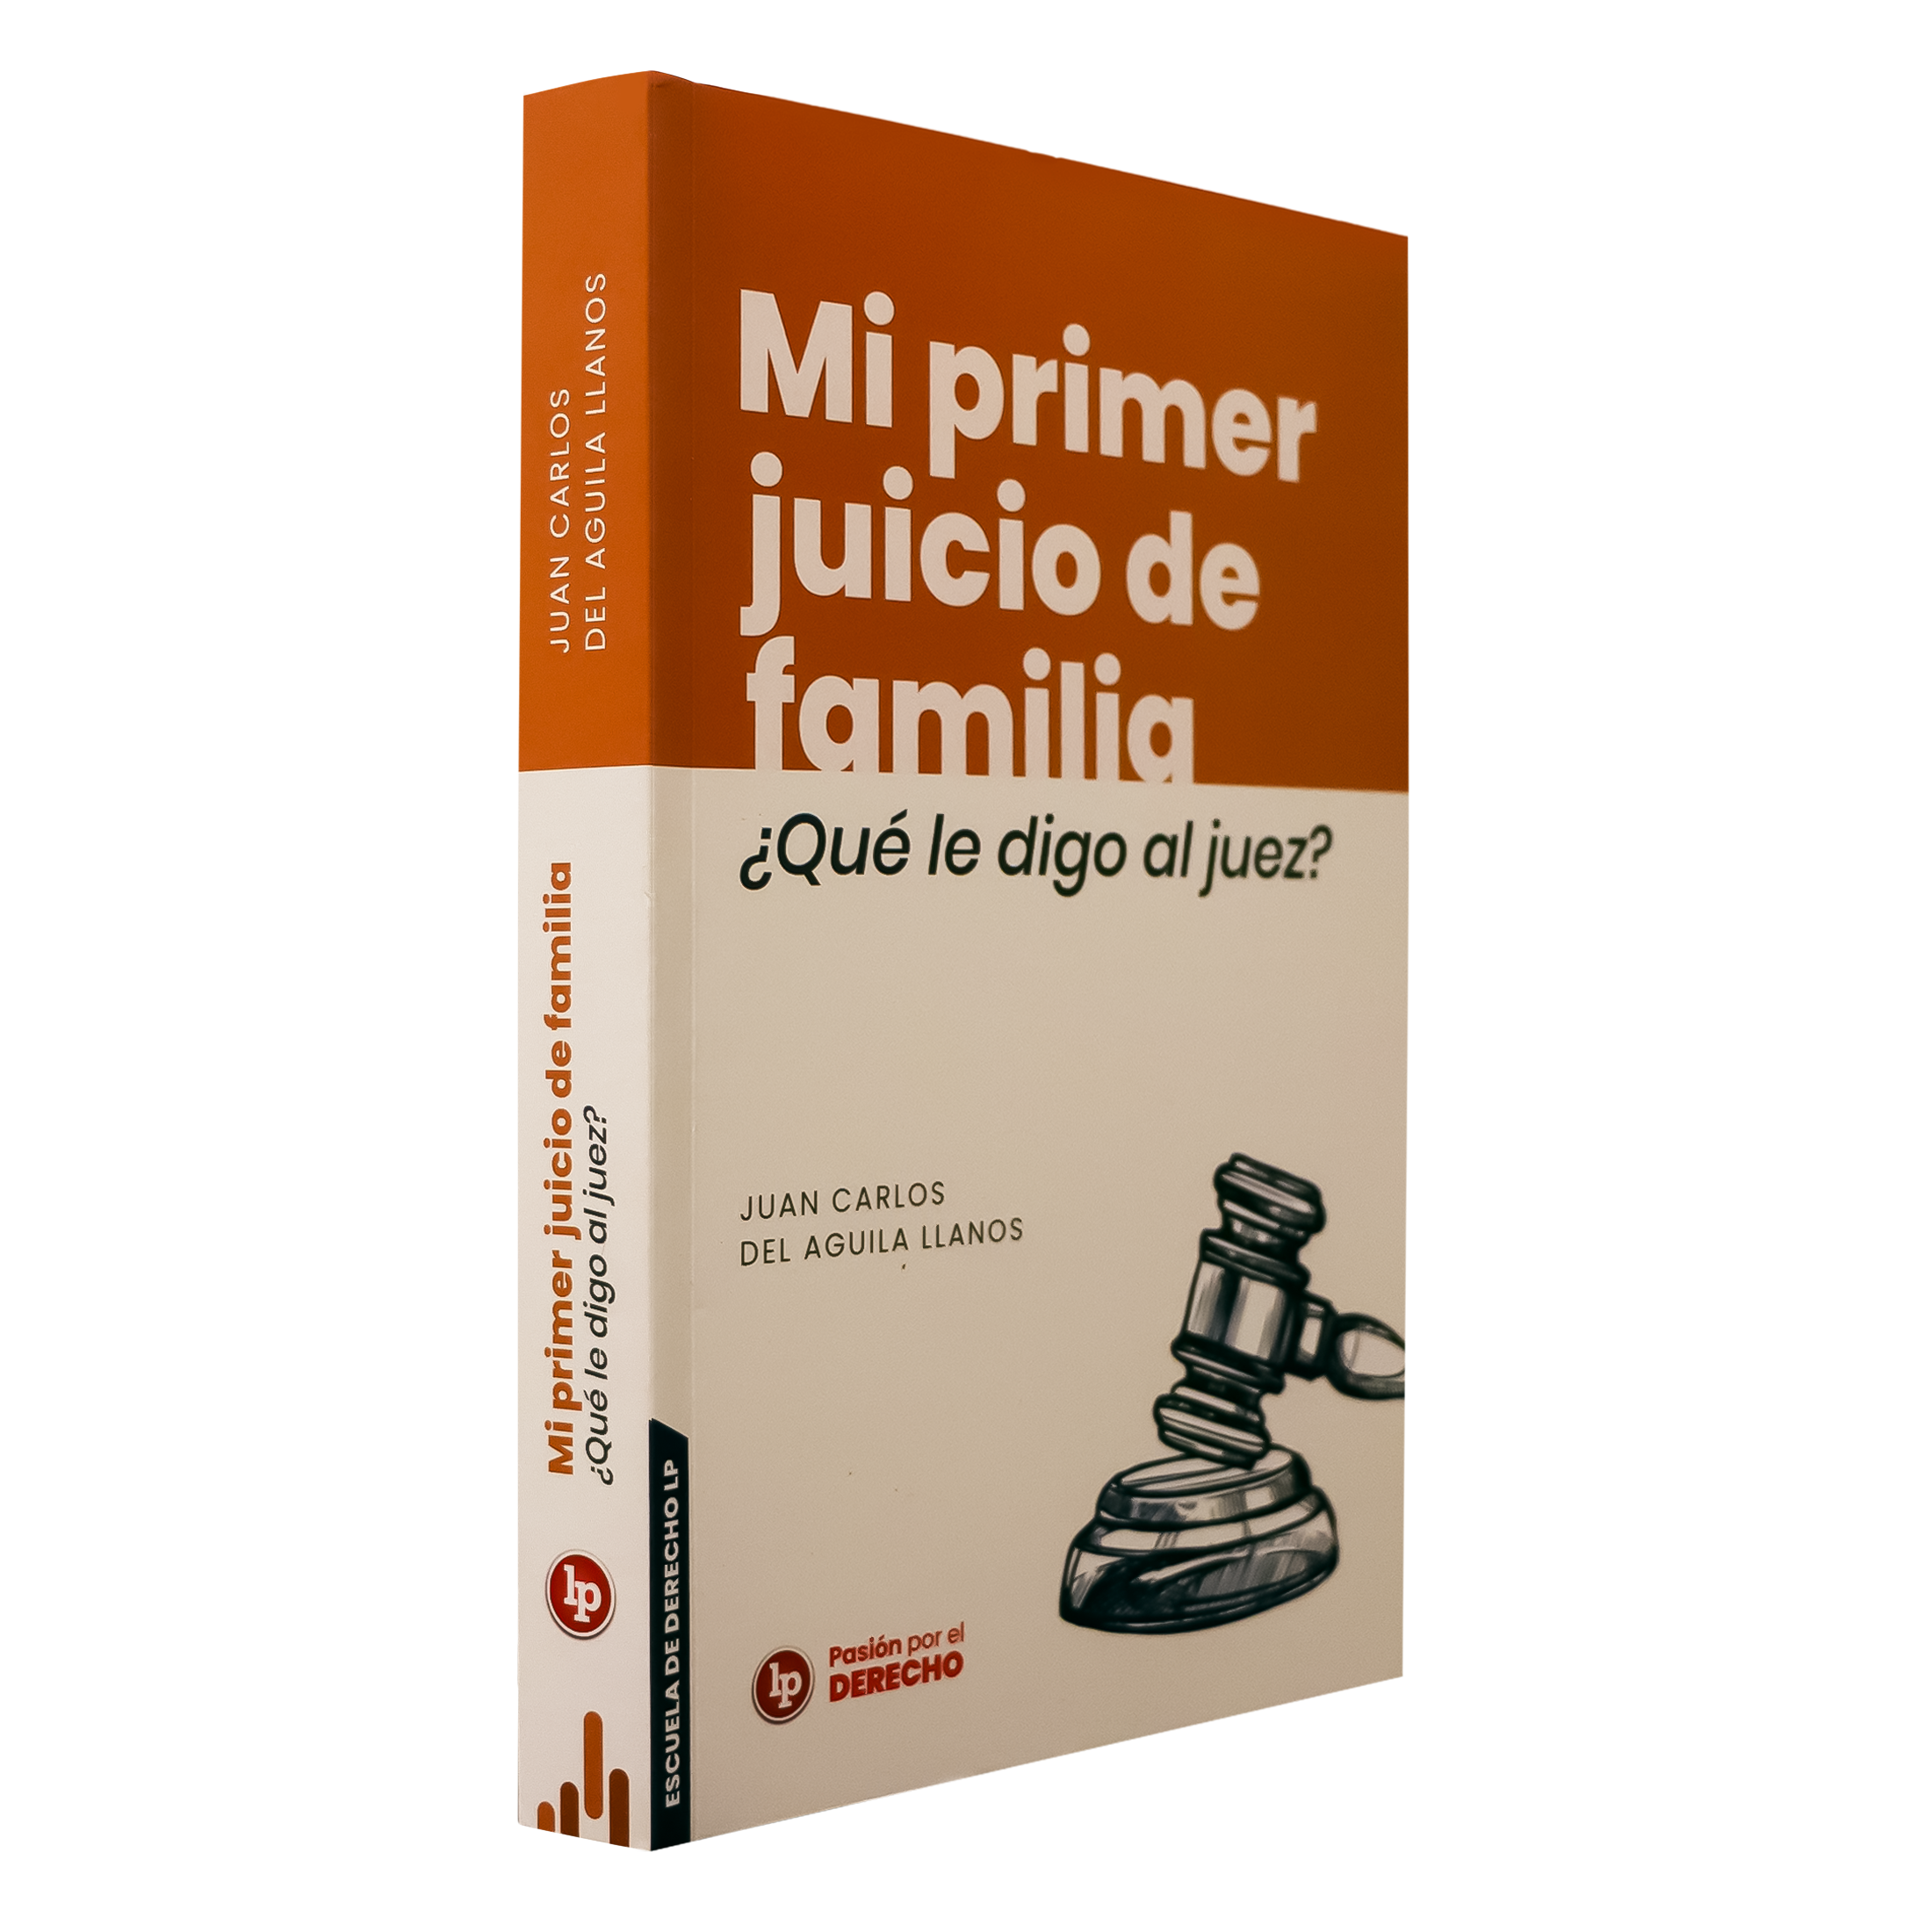 JUAN CARLOS
DEL AGUILA LLANOS
Mi primer juicio de familia
¿Qué le digo al juez?
lp
ESCUELA DE DERECHO LP
Mi primer
juicio de
familia
¿Qué le digo al juez?
JUAN CARLOS
DEL AGUILA LLANOS
lp
Pasión por el
DERECHO